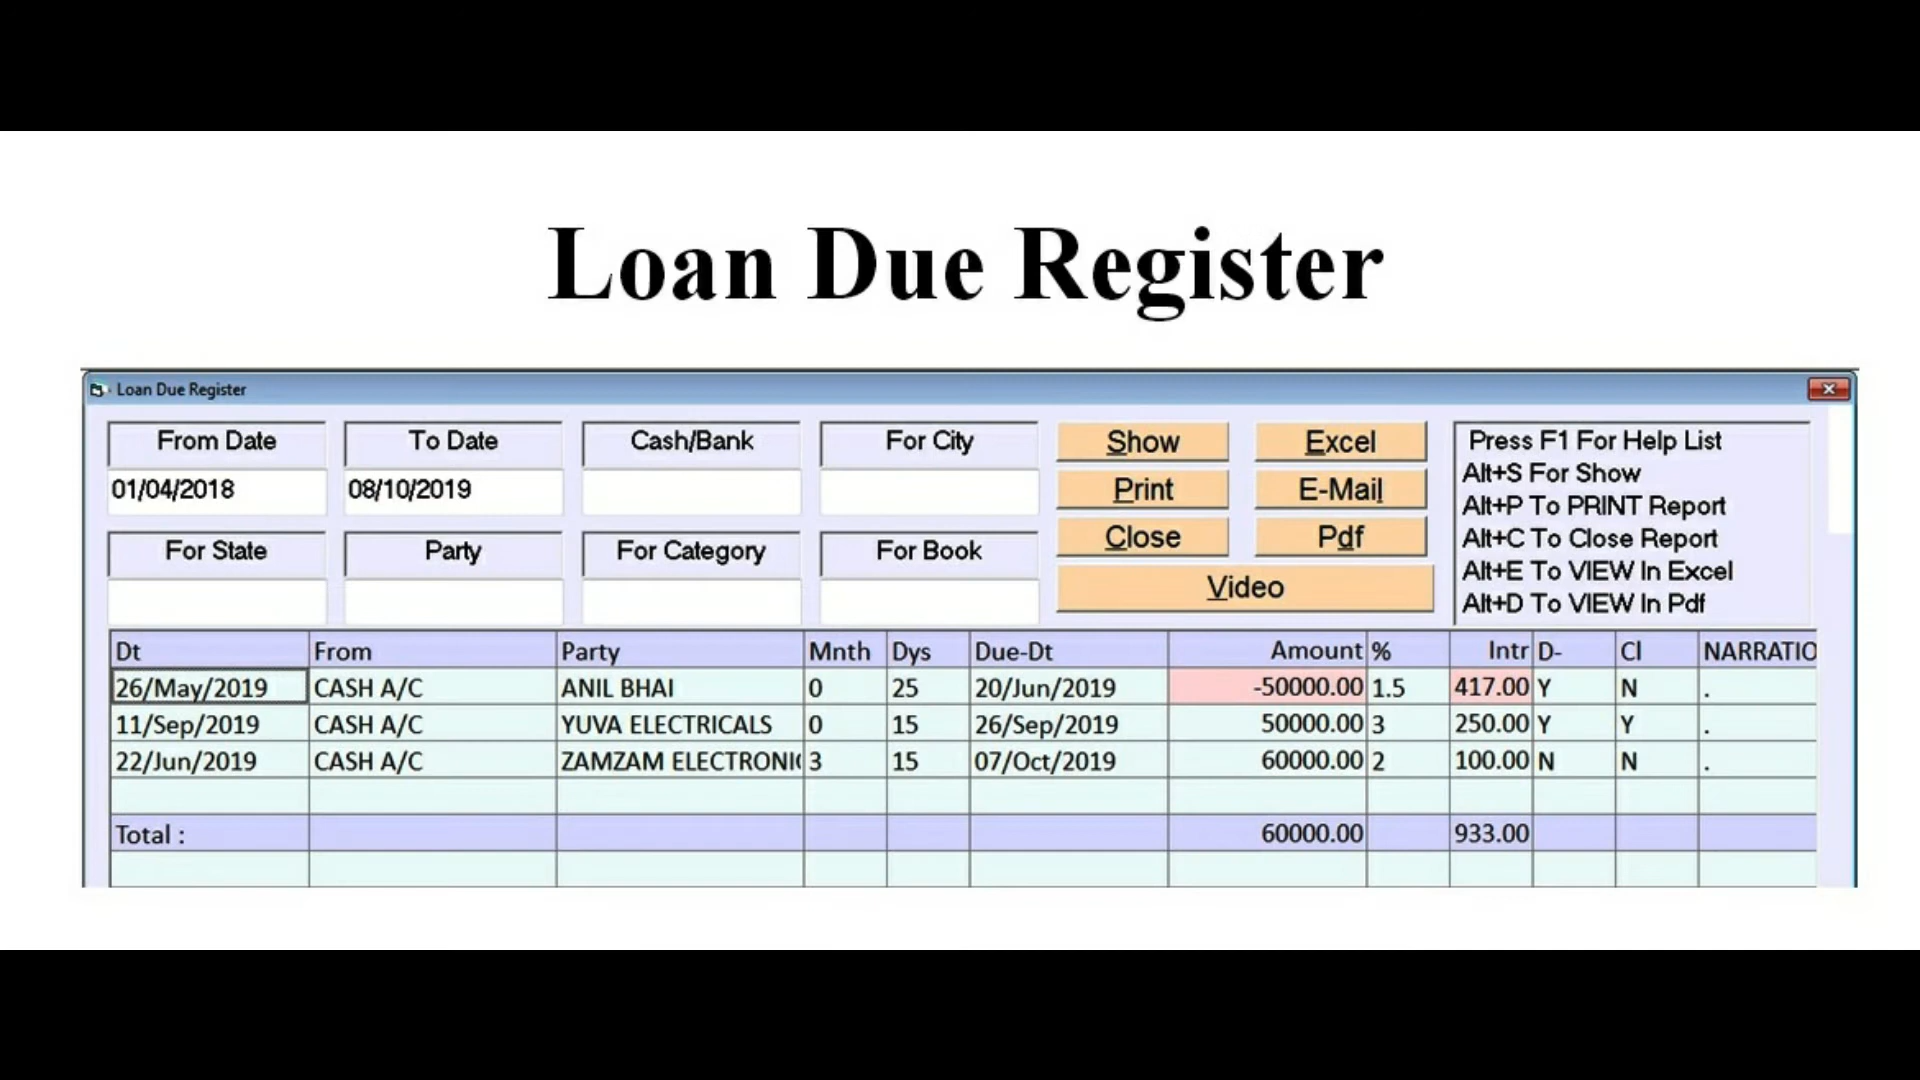 Loan Due Register
Loan Due Register
From Date To Date Cash/Bank For City Show Excel Press F1 For Help List
Alt+S For Show
01/04/2018 08/10/2019 Print E-Mail Alt+P To PRINT Report
Close Pdf Alt+C To Close Report
For State Party For Category For Book
Video Alt+E To VIEW In Excel
Alt+D To VIEW In Pdf
Dt From Party Mnth Dys Due-Dt Amount % Intr D- Cl NARRATIO
26/May/2019 CASH A/C ANIL BHAI 0 25 20/Jun/2019 -50000.00 1.5 417.00 Y N .
11/Sep/2019 CASH A/C YUVA ELECTRICALS 0 15 26/Sep/2019 50000.00 3 250.00 Y Y .
22/Jun/2019 CASH A/C ZAMZAM ELECTRONIC 3 15 07/Oct/2019 60000.00 2 100.00 N N .
Total : 60000.00 933.00